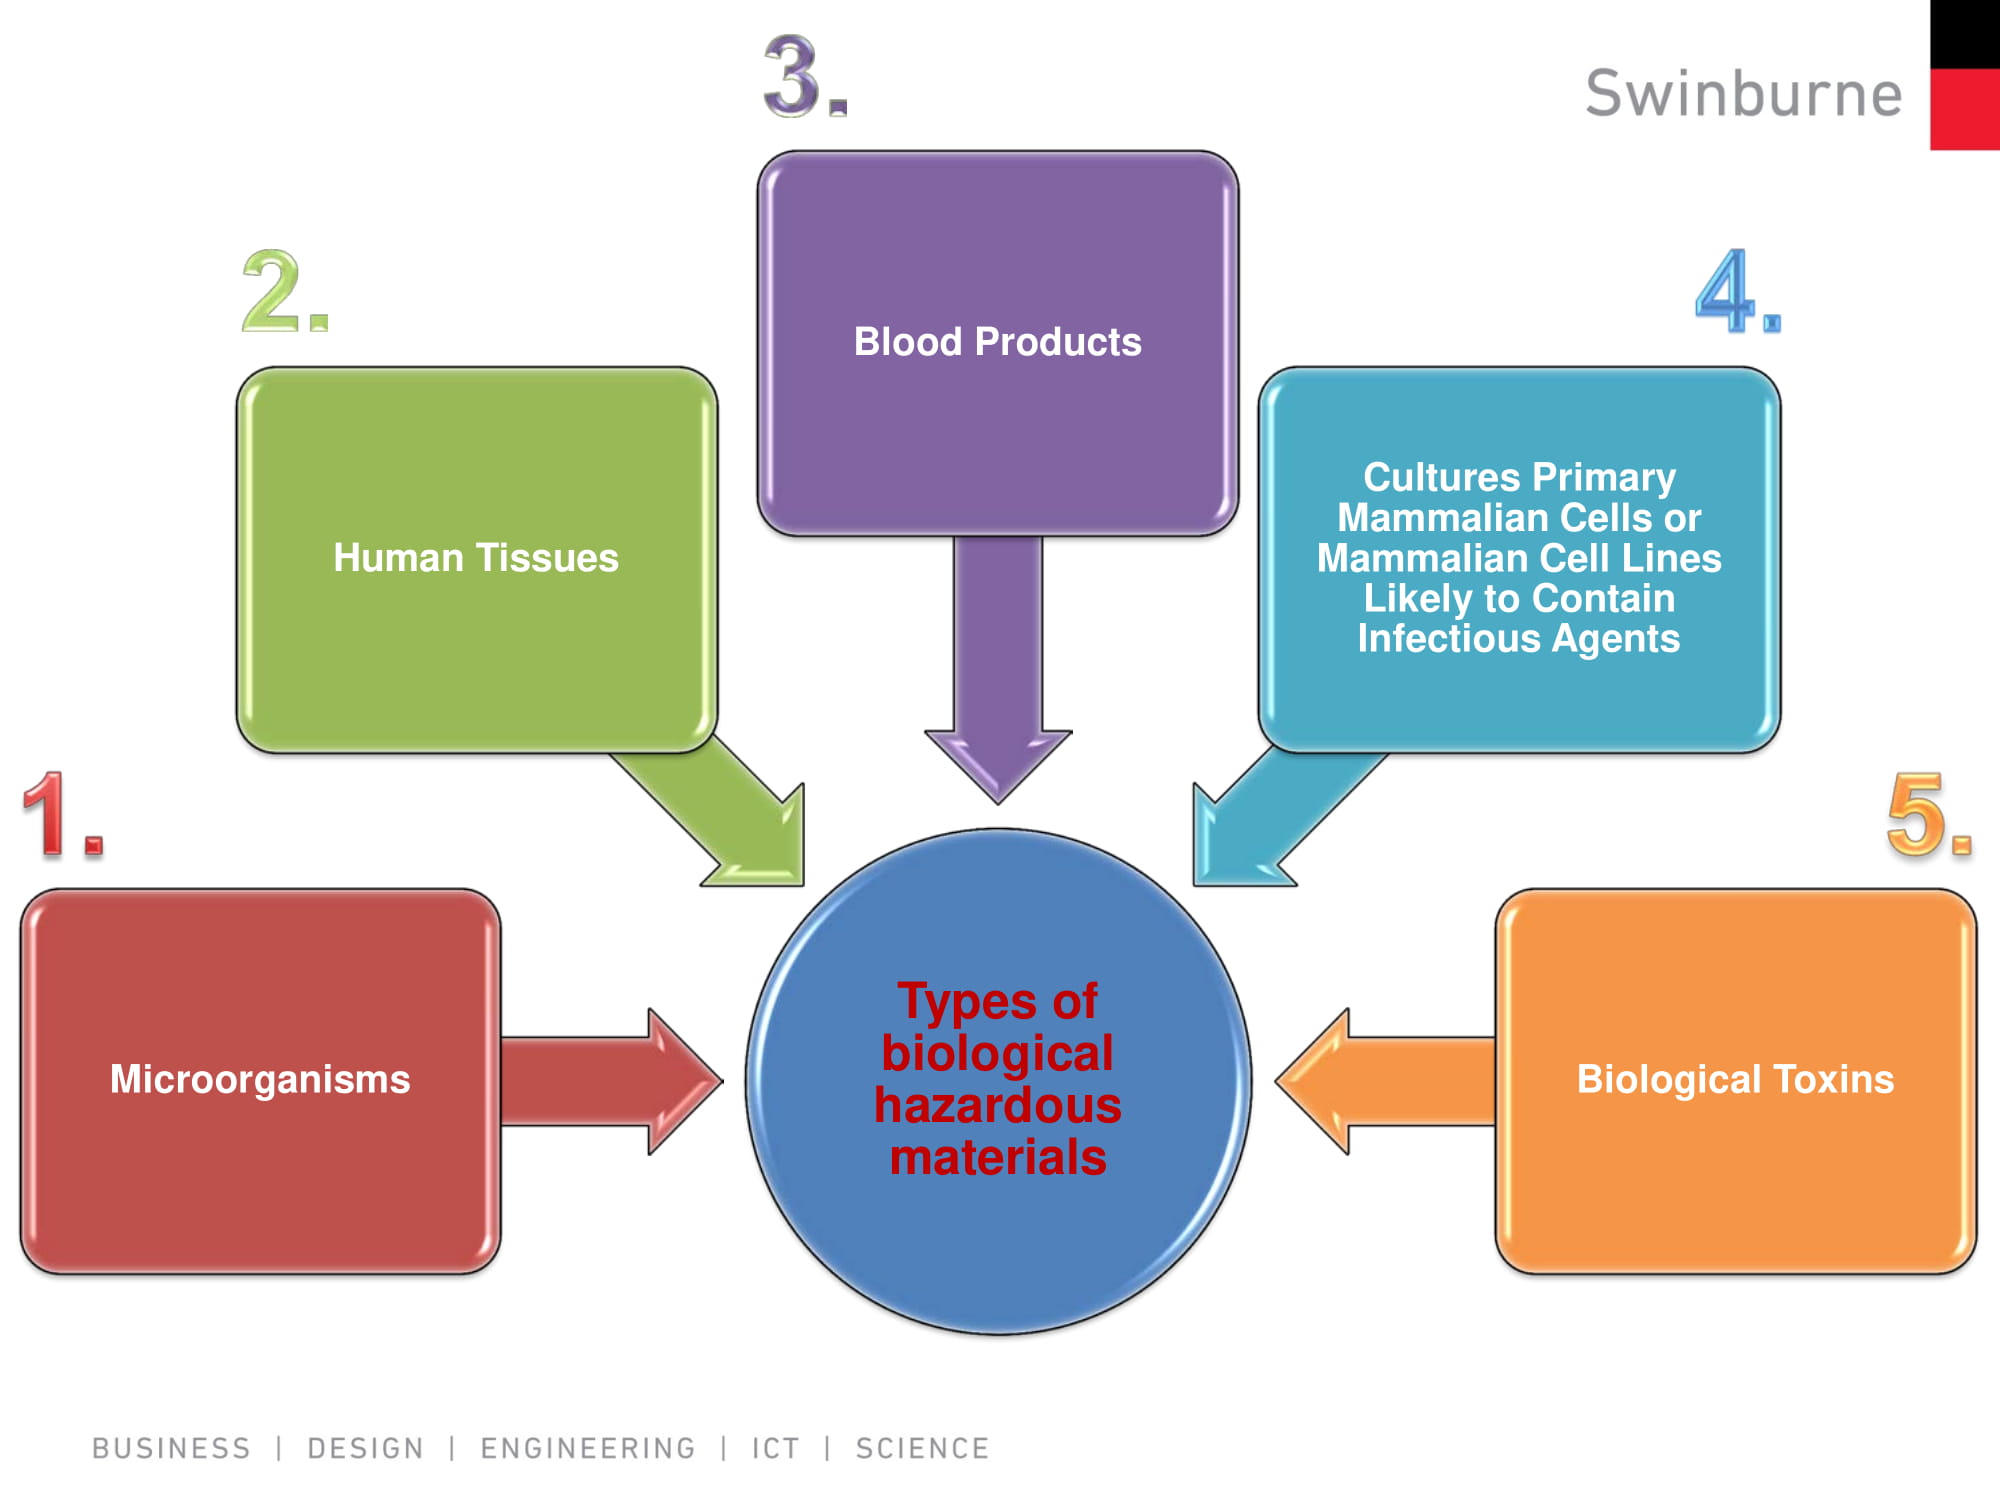 Swinburne
1.
Microorganisms
2.
Human Tissues
3.
Blood Products
4.
Cultures Primary
Mammalian Cells or
Mammalian Cell Lines
Likely to Contain
Infectious Agents
5.
Biological Toxins
Types of
biological
hazardous
materials
BUSINESS | DESIGN | ENGINEERING | ICT | SCIENCE